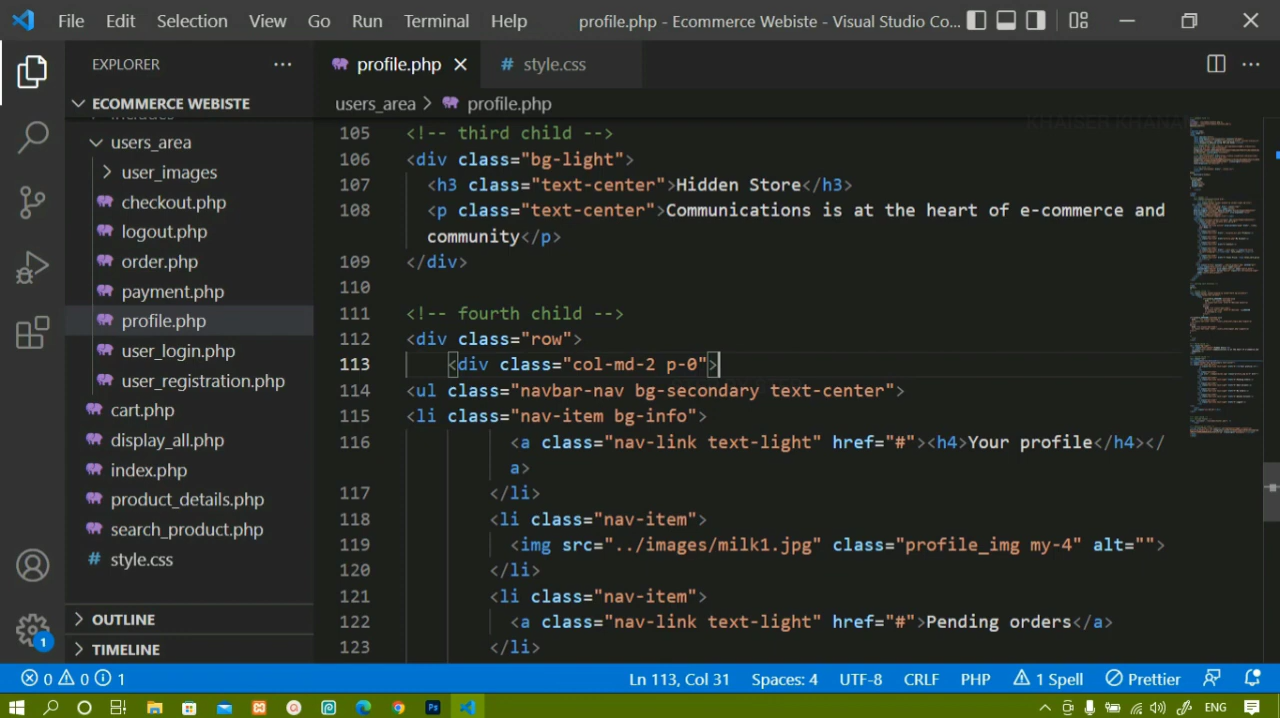 File Edit Selection View Go Run Terminal Help profile.php - Ecommerce Webiste - Visual Studio Co...
EXPLORER ...
profile.php
# style.css
ECOMMERCE WEBISTE
users_area > profile.php
includes
users_area
user_images
checkout.php
logout.php
order.php
payment.php
profile.php
user_login.php
user_registration.php
cart.php
display_all.php
index.php
product_details.php
search_product.php
# style.css
OUTLINE
TIMELINE
105 <!-- third child -->
106 <div class="bg-light">
107 <h3 class="text-center">Hidden Store</h3>
108 <p class="text-center">Communications is at the heart of e-commerce and
community</p>
109 </div>
110
111 <!-- fourth child -->
112 <div class="row">
113 <div class="col-md-2 p-0">
114 <ul class="navbar-nav bg-secondary text-center">
115 <li class="nav-item bg-info">
116 <a class="nav-link text-light" href="#"><h4>Your profile</h4></
a>
117 </li>
118 <li class="nav-item">
119 <img src="../images/milk1.jpg" class="profile_img my-4" alt="">
120 </li>
121 <li class="nav-item">
122 <a class="nav-link text-light" href="#">Pending orders</a>
123 </li>
1
0 0 1 Ln 113, Col 31 Spaces: 4 UTF-8 CRLF PHP 1 Spell Prettier
Ps ENG